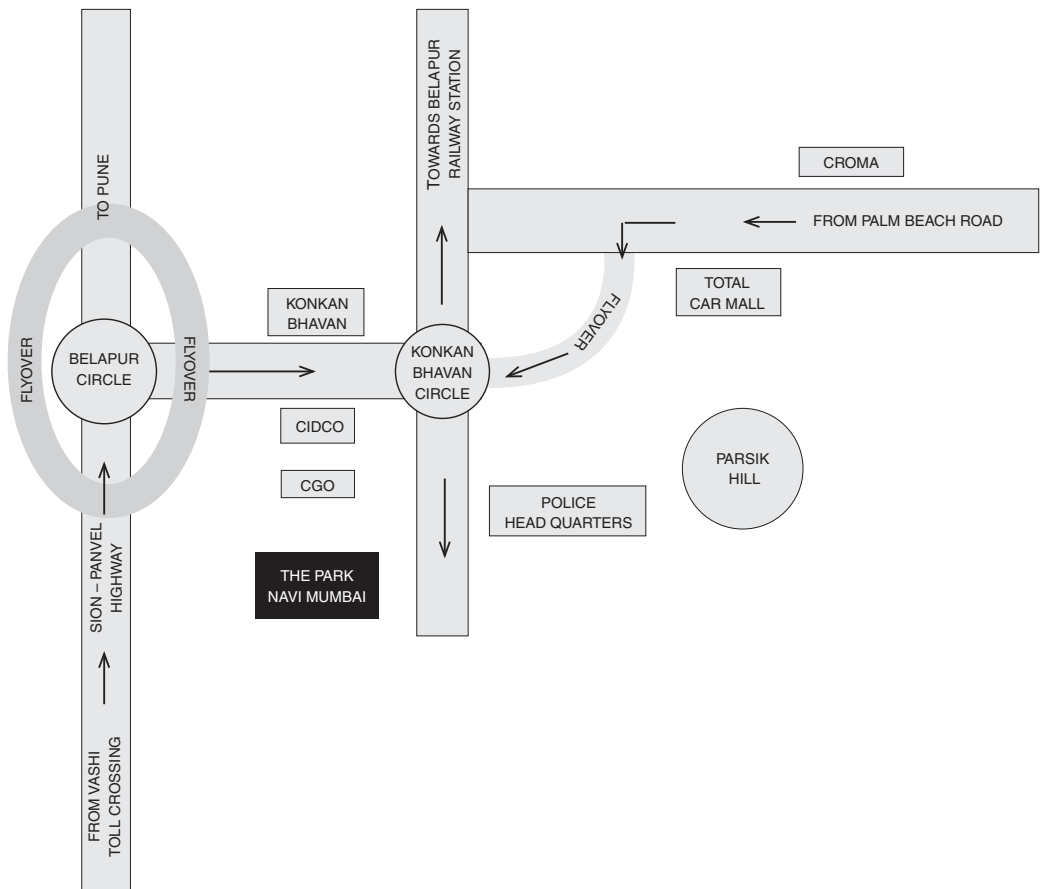 TOWARDS BELAPUR
RAILWAY STATION
TO PUNE
CROMA
FROM PALM BEACH ROAD
TOTAL
CAR MALL
KONKAN
BHAVAN
FLYOVER
FLYOVER
BELAPUR
CIRCLE
FLYOVER
KONKAN
BHAVAN
CIRCLE
CIDCO
CGO
PARSIK
HILL
POLICE
HEAD QUARTERS
SION – PANVEL
HIGHWAY
THE PARK
NAVI MUMBAI
FROM VASHI
TOLL CROSSING